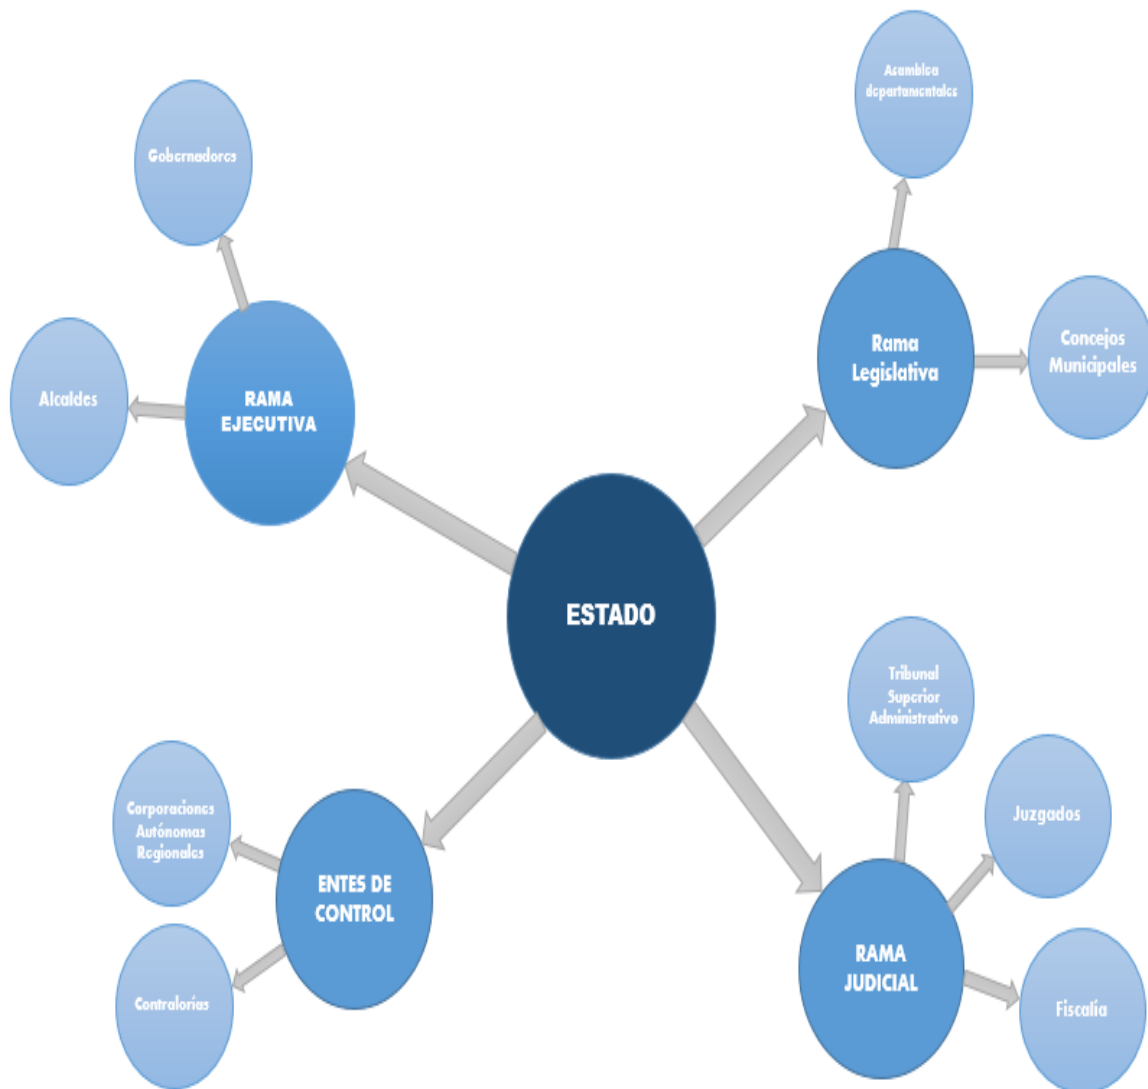 Asamblea
departamentales
Gobernadores
Rama
Legislativa
Concejos
Municipales
Alcaldes
RAMA
EJECUTIVA
ESTADO
Tribunal
Superior
Administrativo
Juzgados
Corporaciones
Autónomas
Regionales
ENTES DE
CONTROL
RAMA
JUDICIAL
Contralorías
Fiscalía